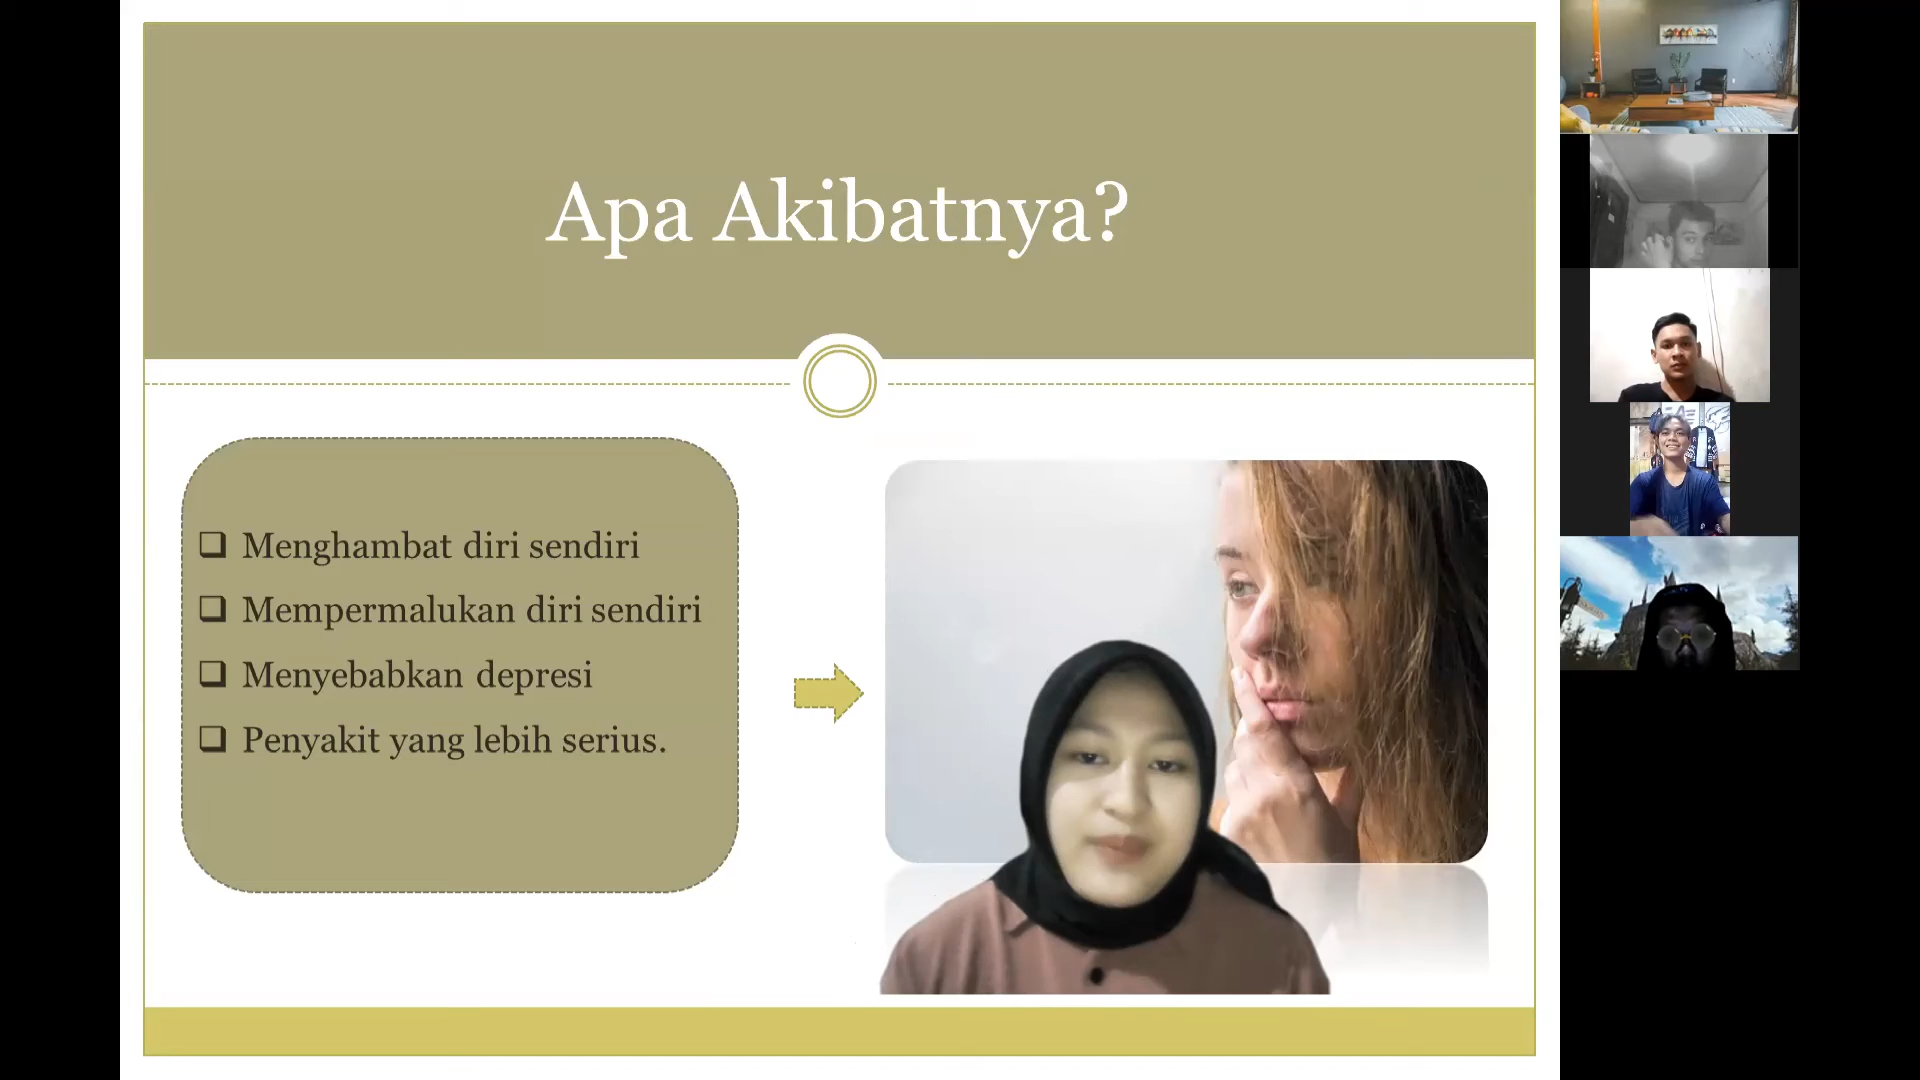 Apa Akibatnya?
Menghambat diri sendiri
Mempermalukan diri sendiri
Menyebabkan depresi
Penyakit yang lebih serius.